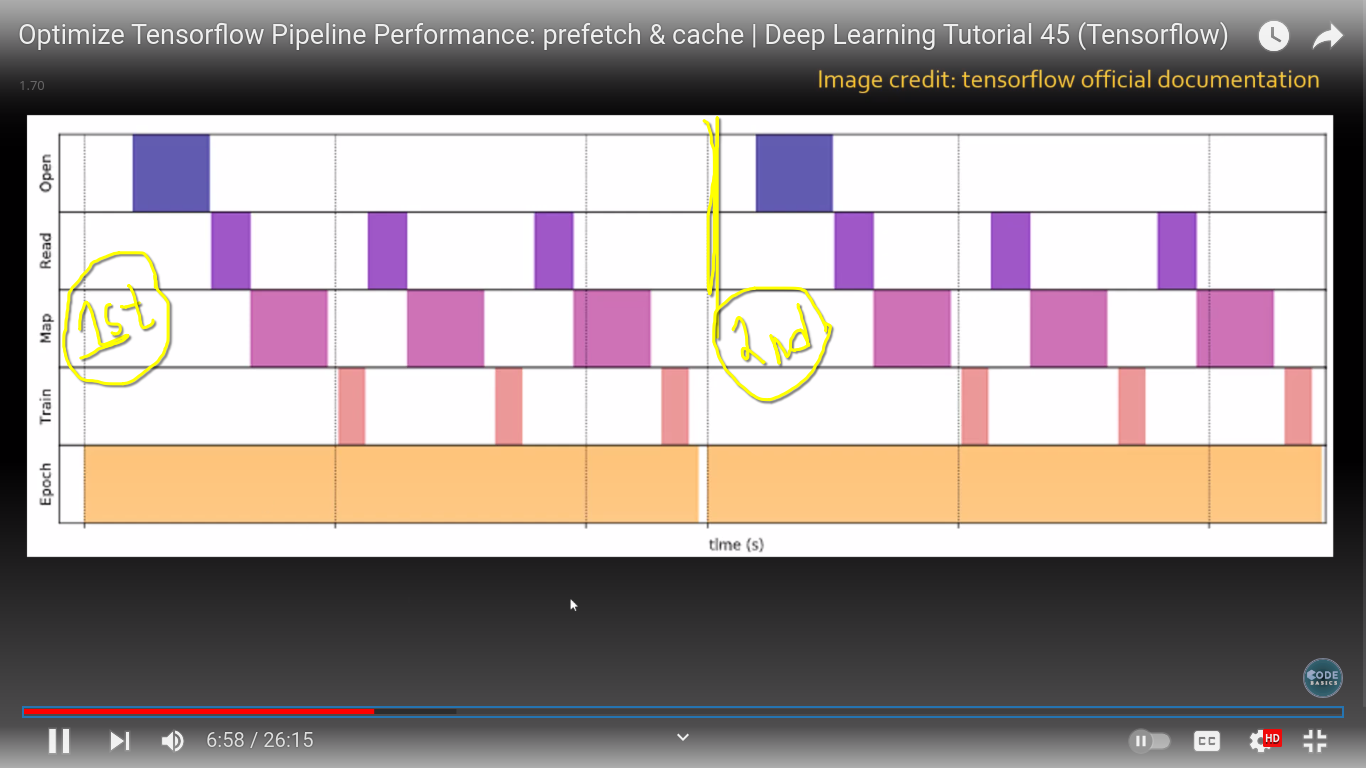 Optimize Tensorflow Pipeline Performance: prefetch & cache | Deep Learning Tutorial 45 (Tensorflow)
1.70
Image credit: tensorflow official documentation
Open
Read
Map
Train
Epoch
1st
2nd
time (s)
CODE
BASICS
6:58 / 26:15
CC
HD